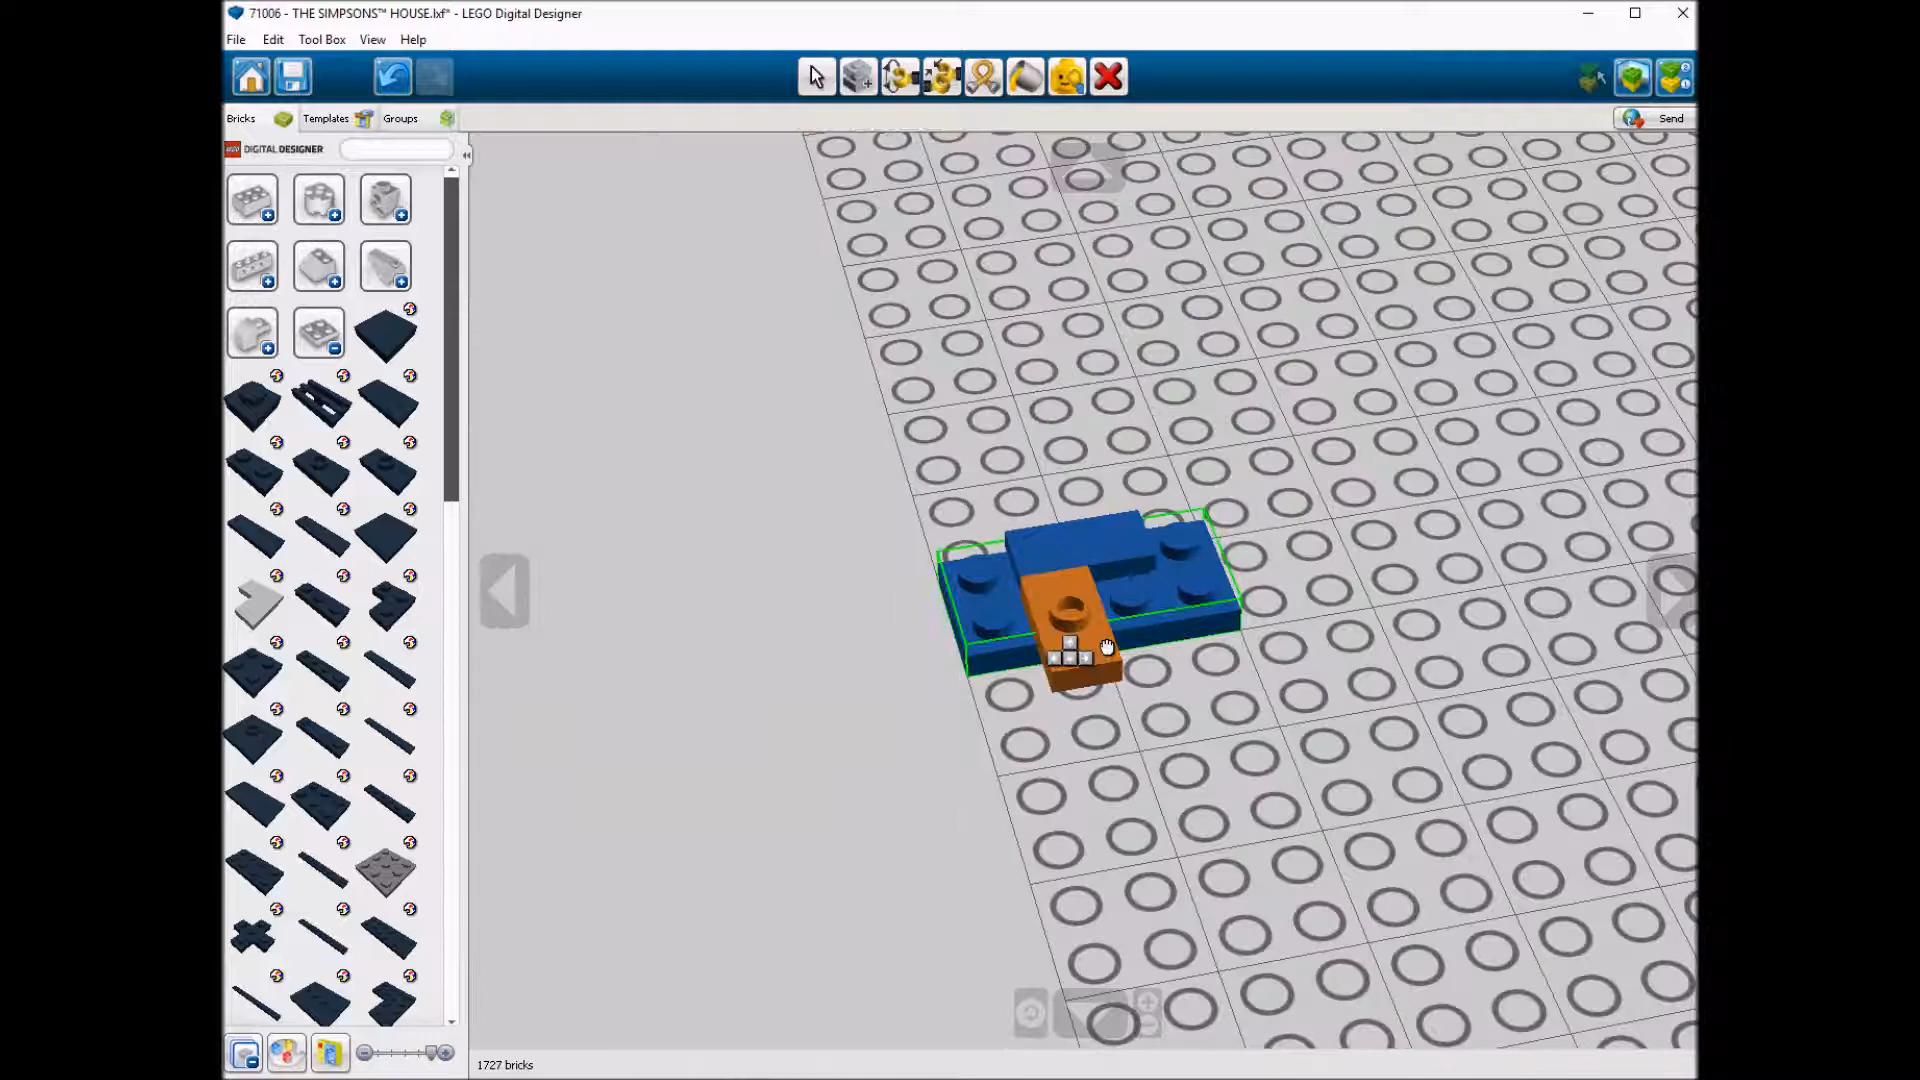 71006 - THE SIMPSONS™ HOUSE.lxf* - LEGO Digital Designer
File Edit Tool Box View Help
Bricks Templates Groups Send
LEGO DIGITAL DESIGNER
1727 bricks